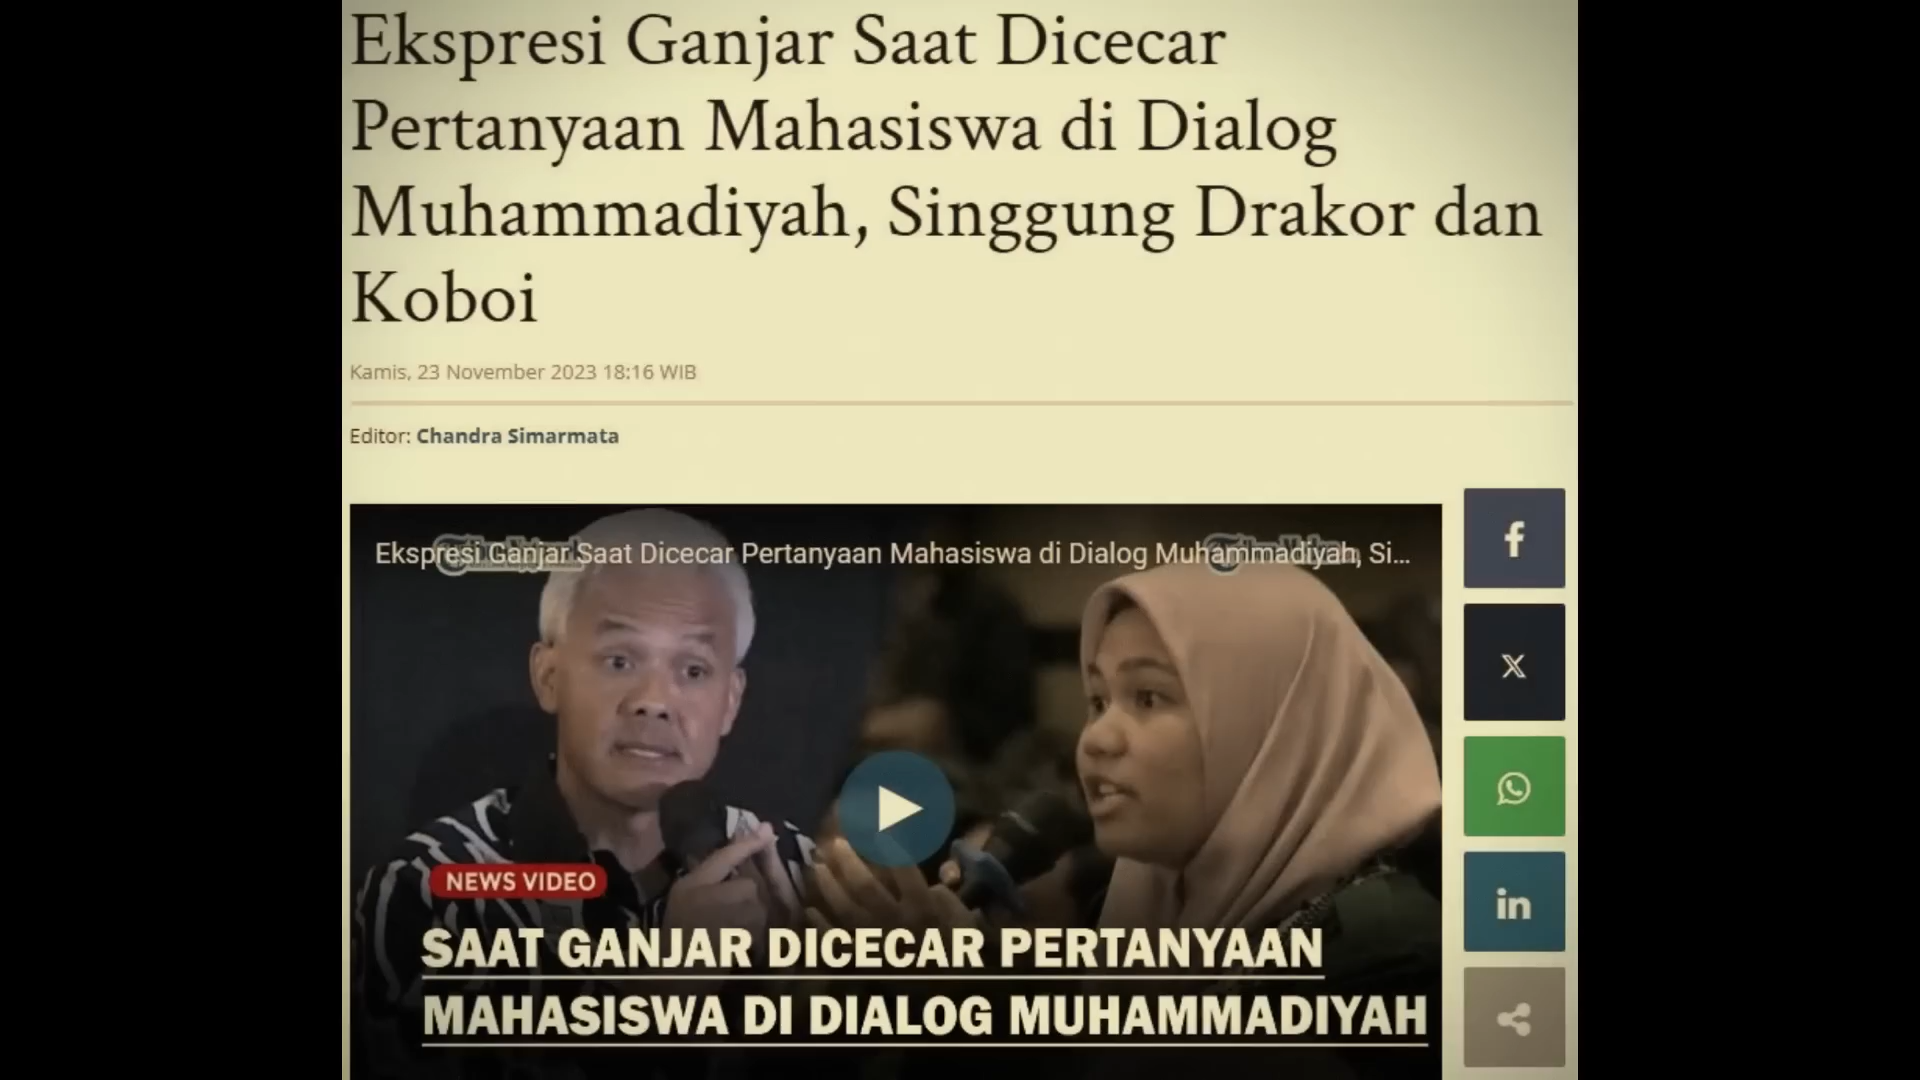 Ekspresi Ganjar Saat Dicecar
Pertanyaan Mahasiswa di Dialog
Muhammadiyah, Singgung Drakor dan
Koboi
Kamis, 23 November 2023 18:16 WIB
Editor: Chandra Simarmata
Ekspresi Ganjar Saat Dicecar Pertanyaan Mahasiswa di Dialog Muhammadiyah, Si...
NEWS VIDEO
SAAT GANJAR DICECAR PERTANYAAN
MAHASISWA DI DIALOG MUHAMMADIYAH